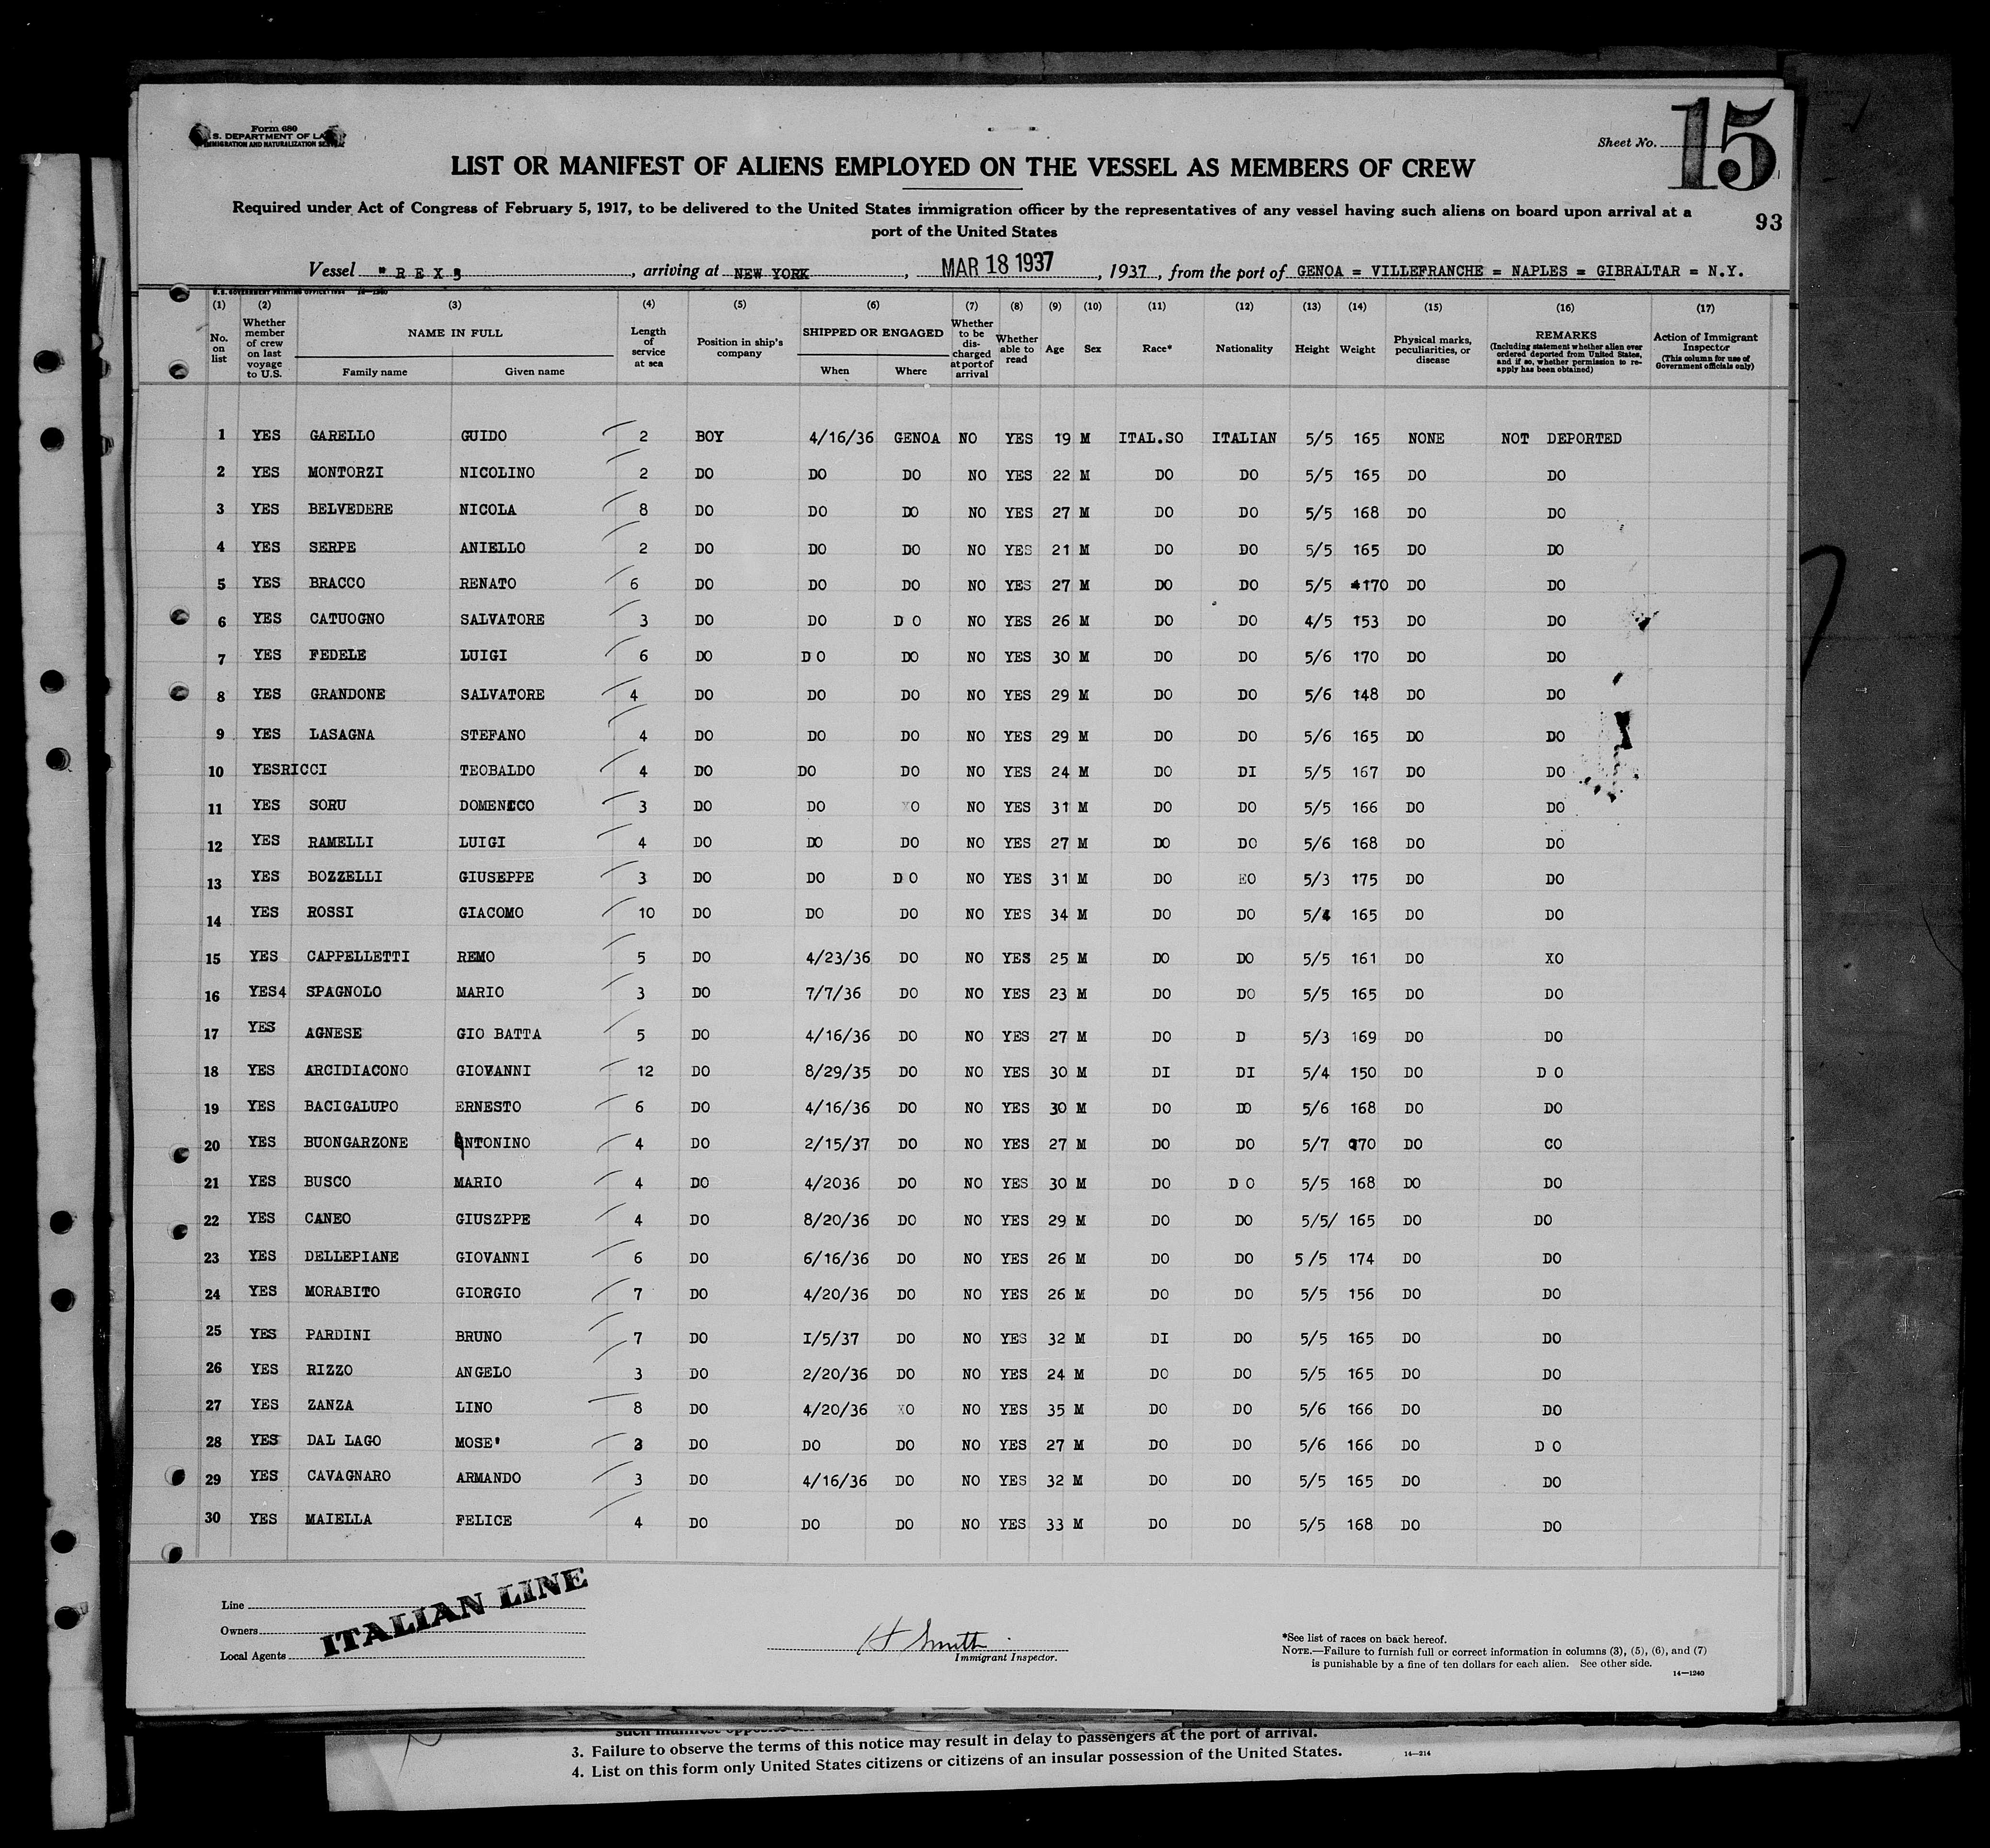 Form 680
S. DEPARTMENT OF LA
IMMIGRATION AND NATURALIZATION SE
Sheet No. 15
LIST OR MANIFEST OF ALIENS EMPLOYED ON THE VESSEL AS MEMBERS OF CREW
Required under Act of Congress of February 5, 1917, to be delivered to the United States immigration officer by the representatives of any vessel having such aliens on board upon arrival at a
port of the United States
93
Vessel "REX", arriving at NEW YORK, MAR 18 1937, 1937, from the port of GENOA = VILLEFRANCHE = NAPLES = GIBRALTAR = N.Y.
(1) (2) (3) (4) (5) (6) (7) (8) (9) (10) (11) (12) (13) (14) (15) (16) (17)
No. on list Whether member of crew on last voyage to U.S. NAME IN FULL Family name Given name Length of service at sea Position in ship's company SHIPPED OR ENGAGED When Where Whether to be discharged at port of arrival Whether able to read Age Sex Race* Nationality Height Weight Physical marks, peculiarities, or disease REMARKS (Including statement whether alien ever ordered deported from United States, and if so, whether permission to reapply has been obtained) Action of Immigrant Inspector (This column for use of Government officials only)
1 YES GARELLO GUIDO 2 BOY 4/16/36 GENOA NO YES 19 M ITAL.SO ITALIAN 5/5 165 NONE NOT DEPORTED
2 YES MONTORZI NICOLINO 2 DO DO DO NO YES 22 M DO DO 5/5 165 DO DO
3 YES BELVEDERE NICOLA 8 DO DO DO NO YES 27 M DO DO 5/5 168 DO DO
4 YES SERPE ANIELLO 2 DO DO DO NO YES 21 M DO DO 5/5 165 DO DO
5 YES BRACCO RENATO 6 DO DO DO NO YES 27 M DO DO 5/5 170 DO DO
6 YES CATUOGNO SALVATORE 3 DO DO D O NO YES 26 M DO DO 4/5 153 DO DO
7 YES FEDELE LUIGI 6 DO D O DO NO YES 30 M DO DO 5/6 170 DO DO
8 YES GRANDONE SALVATORE 4 DO DO DO NO YES 29 M DO DO 5/6 148 DO DO
9 YES LASAGNA STEFANO 4 DO DO DO NO YES 29 M DO DO 5/6 165 DO DO
10 YESRICCI TEOBALDO 4 DO DO DO NO YES 24 M DO DI 5/5 167 DO DO
11 YES SORU DOMENICO 3 DO DO XO NO YES 31 M DO DO 5/5 166 DO DO
12 YES RAMELLI LUIGI 4 DO DO DO NO YES 27 M DO DO 5/6 168 DO DO
13 YES BOZZELLI GIUSEPPE 3 DO DO D O NO YES 31 M DO EO 5/3 175 DO DO
14 YES ROSSI GIACOMO 10 DO DO DO NO YES 34 M DO DO 5/4 165 DO DO
15 YES CAPPELLETTI REMO 5 DO 4/23/36 DO NO YES 25 M DO DO 5/5 161 DO XO
16 YES4 SPAGNOLO MARIO 3 DO 7/7/36 DO NO YES 23 M DO DO 5/5 165 DO DO
17 YES AGNESE GIO BATTA 5 DO 4/16/36 DO NO YES 27 M DO D 5/3 169 DO DO
18 YES ARCIDIACONO GIOVANNI 12 DO 8/29/35 DO NO YES 30 M DI DI 5/4 150 DO D O
19 YES BACIGALUPO ERNESTO 6 DO 4/16/36 DO NO YES 30 M DO DO 5/6 168 DO DO
20 YES BUONGARZONE ANTONINO 4 DO 2/15/37 DO NO YES 27 M DO DO 5/7 170 DO CO
21 YES BUSCO MARIO 4 DO 4/2036 DO NO YES 30 M DO D O 5/5 168 DO DO
22 YES CANEO GIUSZPPE 4 DO 8/20/36 DO NO YES 29 M DO DO 5/5/ 165 DO DO
23 YES DELLEPIANE GIOVANNI 6 DO 6/16/36 DO NO YES 26 M DO DO 5/5 174 DO DO
24 YES MORABITO GIORGIO 7 DO 4/20/36 DO NO YES 26 M DO DO 5/5 156 DO DO
25 YES PARDINI BRUNO 7 DO I/5/37 DO NO YES 32 M DI DO 5/5 165 DO DO
26 YES RIZZO ANGELO 3 DO 2/20/36 DO NO YES 24 M DO DO 5/5 165 DO DO
27 YES ZANZA LINO 8 DO 4/20/36 XO NO YES 35 M DO DO 5/6 166 DO DO
28 YES DAL LAGO MOSE' 3 DO DO DO NO YES 27 M DO DO 5/6 166 DO D O
29 YES CAVAGNARO ARMANDO 3 DO 4/16/36 DO NO YES 32 M DO DO 5/5 165 DO DO
30 YES MAIELLA FELICE 4 DO DO DO NO YES 33 M DO DO 5/5 168 DO DO
Line
Owners
Local Agents
ITALIAN LINE
H Smith
Immigrant Inspector.
*See list of races on back hereof.
NOTE.—Failure to furnish full or correct information in columns (3), (5), (6), and (7)
is punishable by a fine of ten dollars for each alien. See other side.
14—1240
3. Failure to observe the terms of this notice may result in delay to passengers at the port of arrival.
4. List on this form only United States citizens or citizens of an insular possession of the United States.
14—214